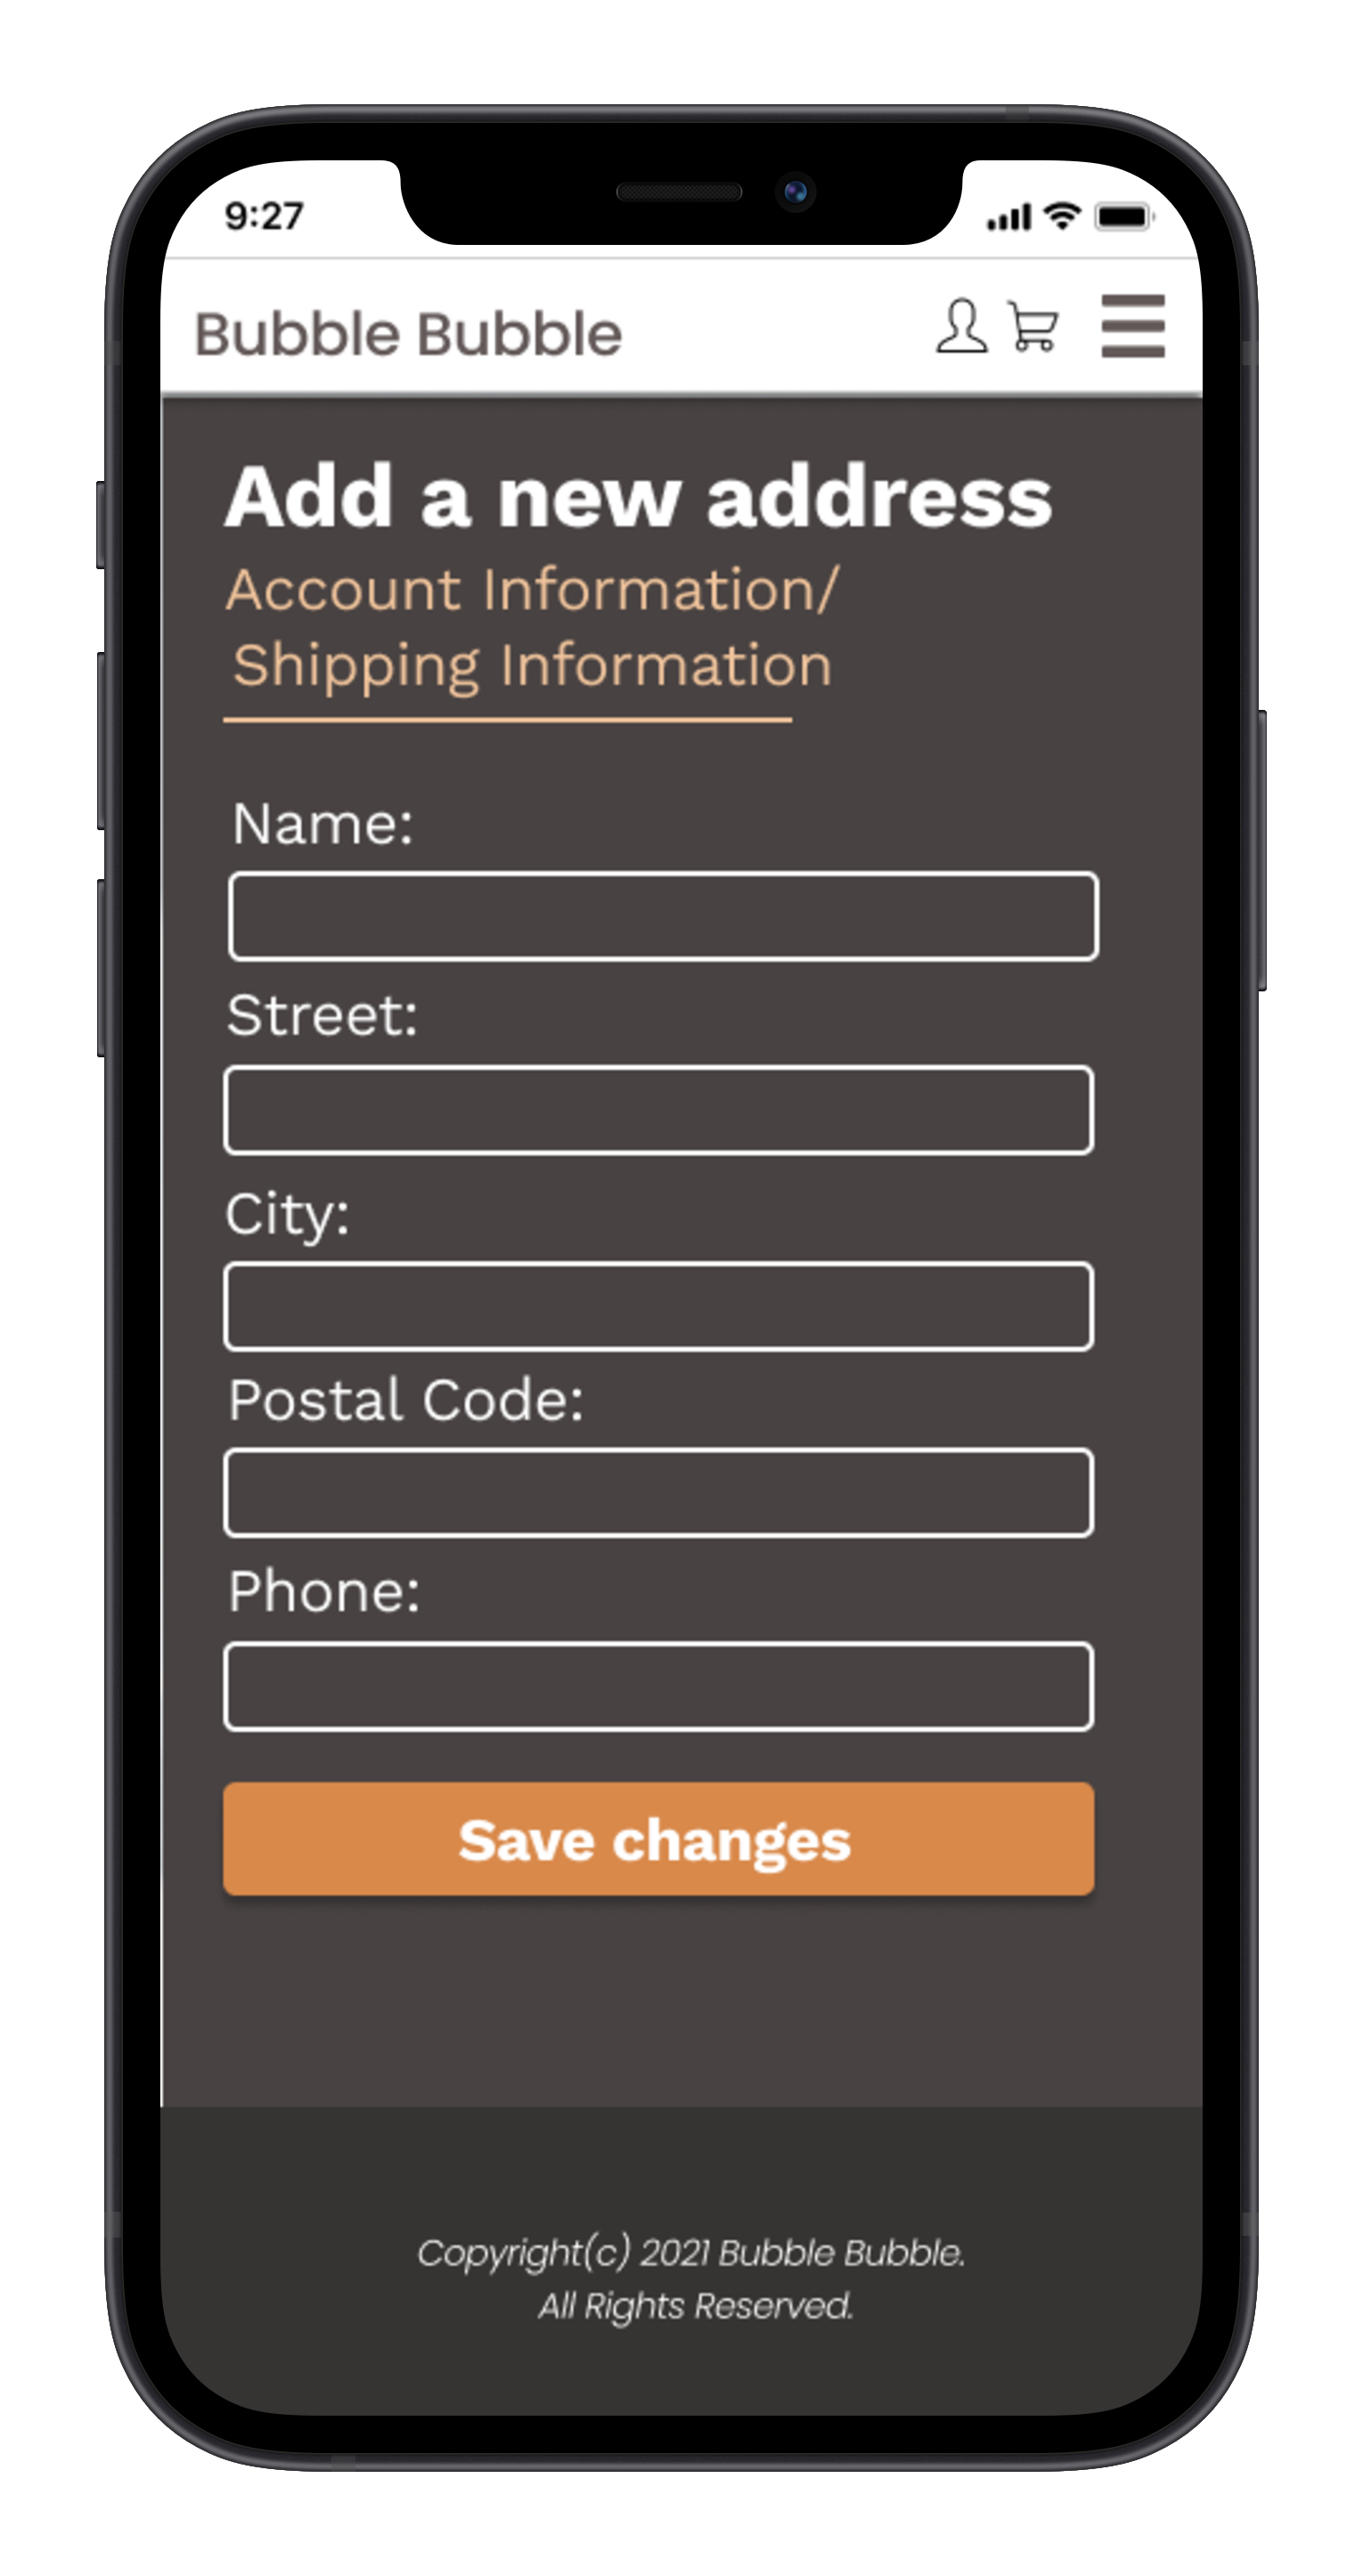 9:27
Bubble Bubble
Add a new address
Account Information/
Shipping Information
Name:
Street:
City:
Postal Code:
Phone:
Save changes
Copyright(c) 2021 Bubble Bubble.
All Rights Reserved.